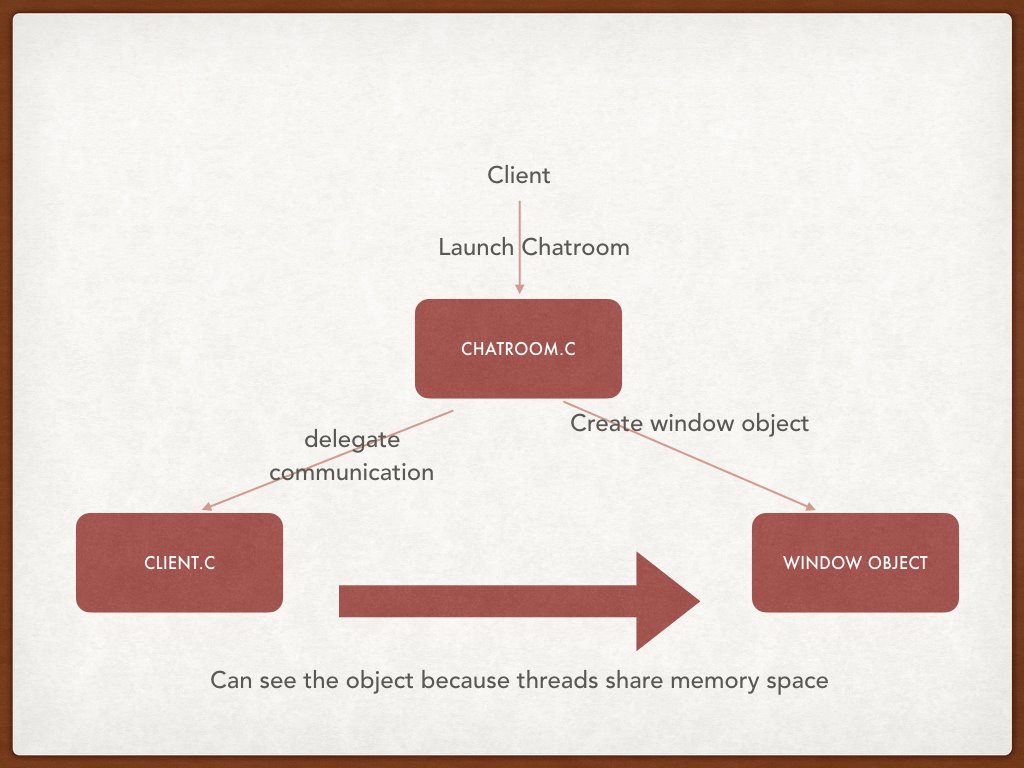 Client
Launch Chatroom
CHATROOM.C
Create window object
delegate
communication
CLIENT.C
WINDOW OBJECT
Can see the object because threads share memory space